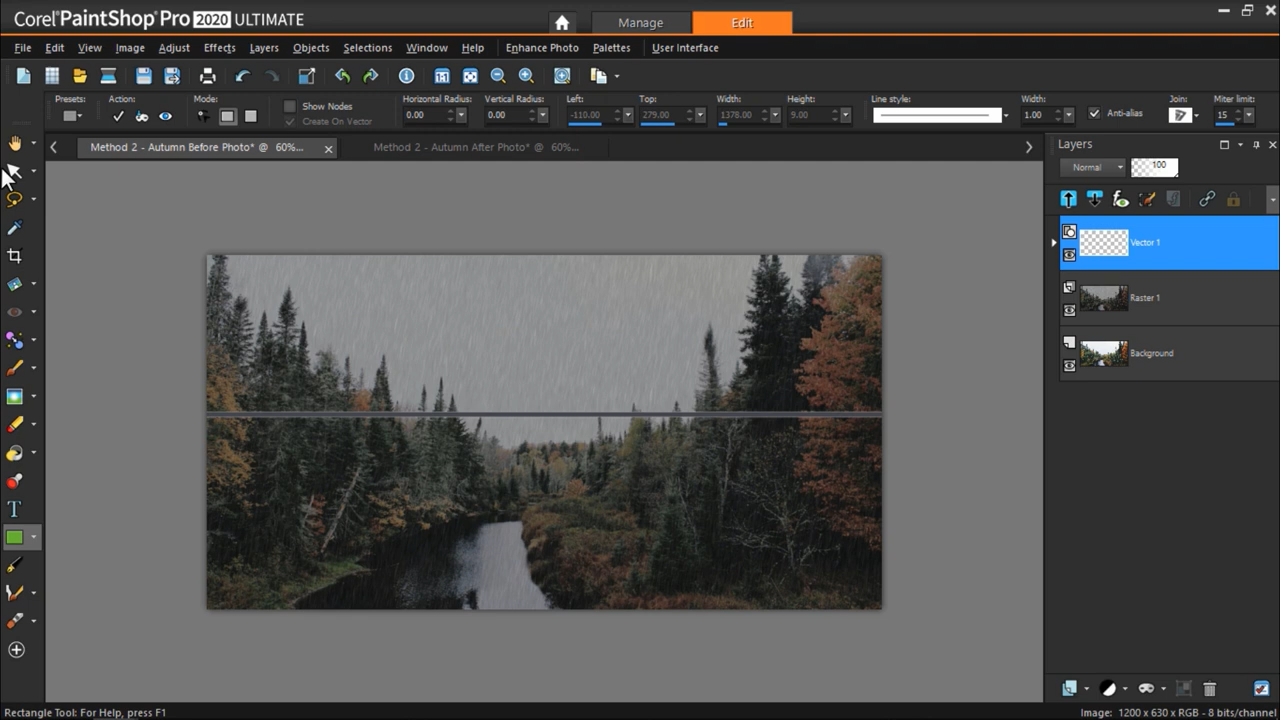 Corel PaintShop Pro 2020 ULTIMATE
Manage
Edit
File Edit View Image Adjust Effects Layers Objects Selections Window Help Enhance Photo Palettes User Interface
Presets: Action: Mode: Show Nodes Horizontal Radius: Vertical Radius: Left: Top: Width: Height: Line style: Width: Anti-alias Join: Miter limit:
Create On Vector 0.00 0.00 -110.00 279.00 1378.00 9.00 1.00 15
Method 2 - Autumn Before Photo* @ 60%...
Method 2 - Autumn After Photo* @ 60%...
Layers
Normal 100
Vector 1
Raster 1
Background
T
Rectangle Tool: For Help, press F1
Image: 1200 x 630 x RGB - 8 bits/channel